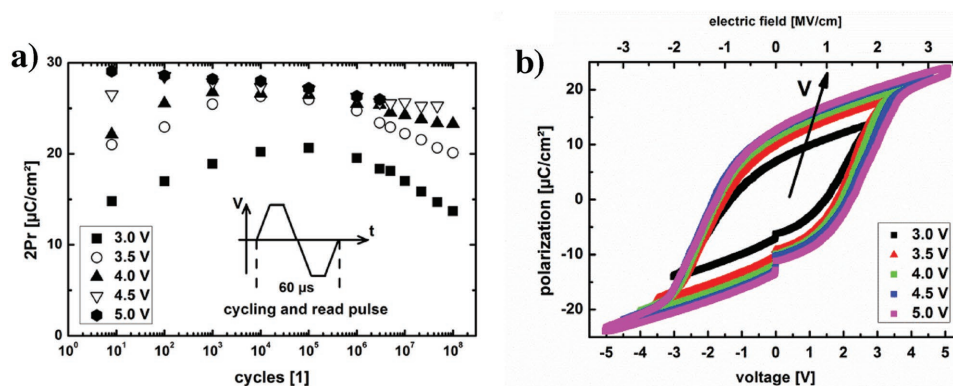 a)
30
20
10
0
2Pr [µC/cm²]
3.0 V
3.5 V
4.0 V
4.5 V
5.0 V
V
t
60 µs
cycling and read pulse
10⁰ 10¹ 10² 10³ 10⁴ 10⁵ 10⁶ 10⁷ 10⁸
cycles [1]
b)
electric field [MV/cm]
-3 -2 -1 0 1 2 3
20
10
0
-10
-20
polarization [µC/cm²]
V
3.0 V
3.5 V
4.0 V
4.5 V
5.0 V
-5 -4 -3 -2 -1 0 1 2 3 4 5
voltage [V]